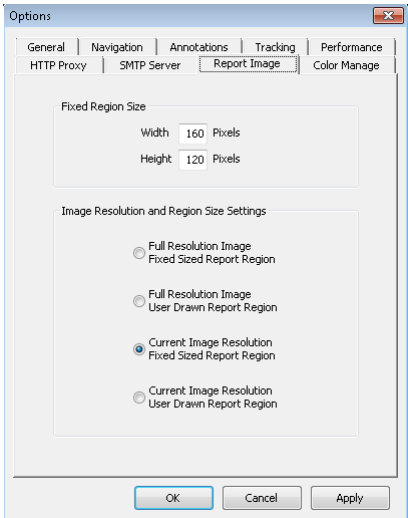 Options
General Navigation Annotations Tracking Performance
HTTP Proxy SMTP Server Report Image Color Manage
Fixed Region Size
Width 160 Pixels
Height 120 Pixels
Image Resolution and Region Size Settings
Full Resolution Image
Fixed Sized Report Region
Full Resolution Image
User Drawn Report Region
Current Image Resolution
Fixed Sized Report Region
Current Image Resolution
User Drawn Report Region
OK Cancel Apply